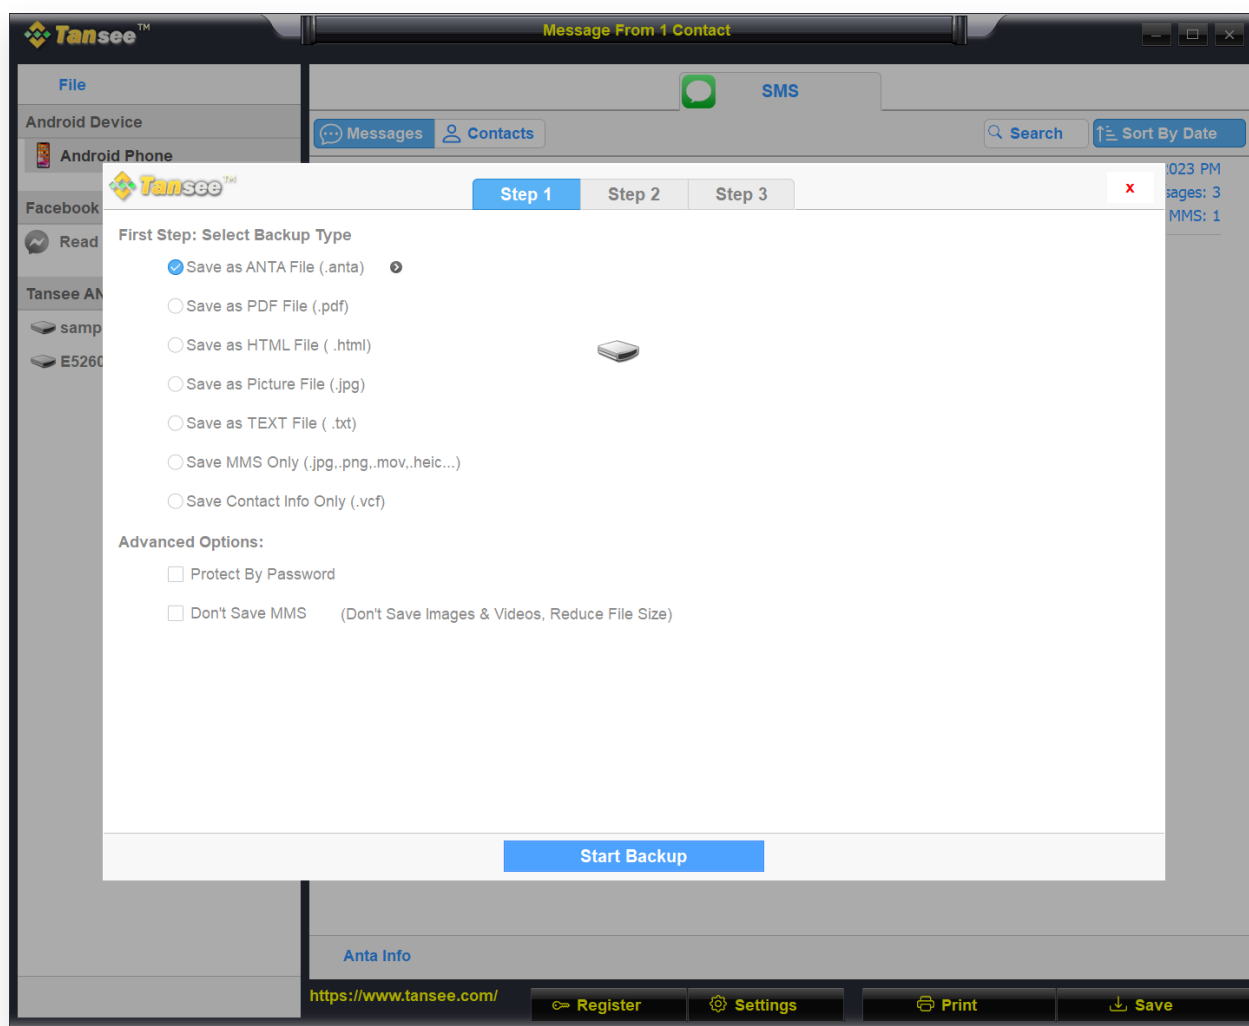 Tansee™
Message From 1 Contact
File
SMS
Android Device
Messages
Contacts
Search
Sort By Date
Android Phone
023 PM
sages: 3
MMS: 1
Facebook
Read
Tansee AN
samp
E5260
Tansee™
Step 1
Step 2
Step 3
x
First Step: Select Backup Type
Save as ANTA File (.anta)
Save as PDF File (.pdf)
Save as HTML File ( .html)
Save as Picture File (.jpg)
Save as TEXT File ( .txt)
Save MMS Only (.jpg,.png,.mov,.heic...)
Save Contact Info Only (.vcf)
Advanced Options:
Protect By Password
Don't Save MMS (Don't Save Images & Videos, Reduce File Size)
Start Backup
Anta Info
https://www.tansee.com/
Register
Settings
Print
Save